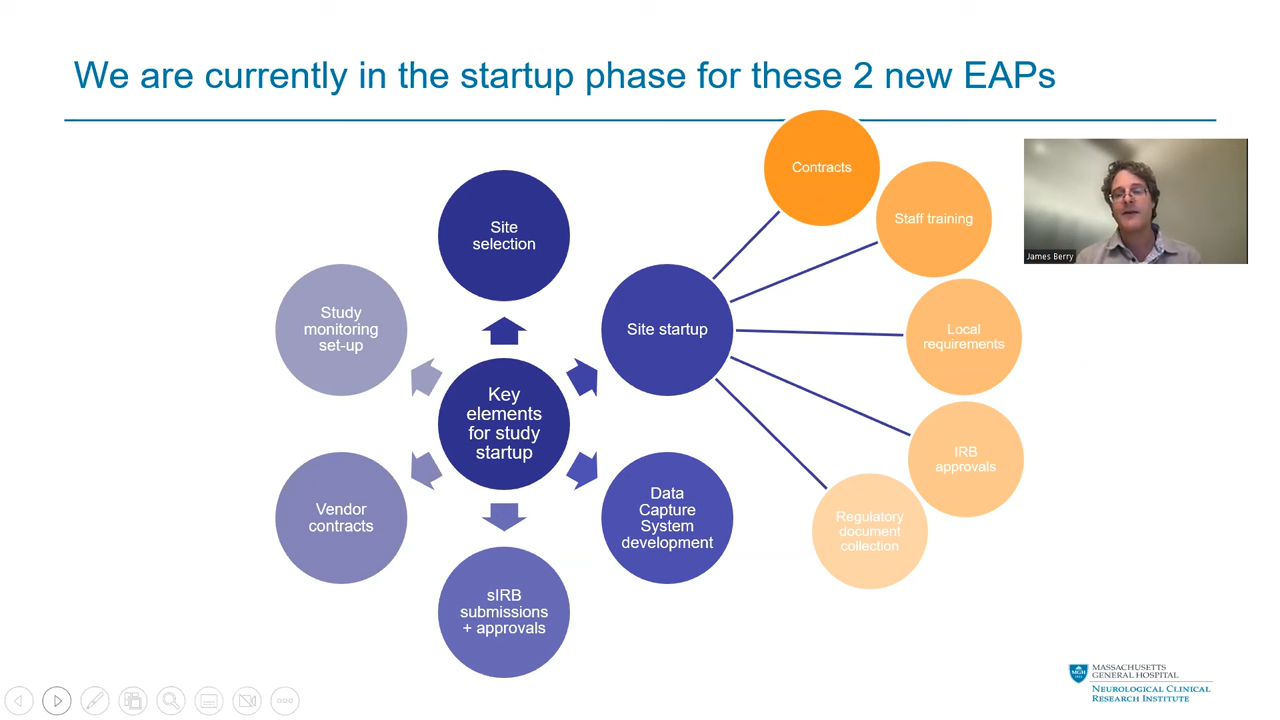 We are currently in the startup phase for these 2 new EAPs
Contracts
Staff training
James Berry
Site
selection
Study
monitoring
set-up
Site startup
Local
requirements
Key
elements
for study
startup
IRB
approvals
Vendor
contracts
Data
Capture
System
development
Regulatory
document
collection
sIRB
submissions
+ approvals
MGH
MASSACHUSETTS
GENERAL HOSPITAL
NEUROLOGICAL CLINICAL
RESEARCH INSTITUTE